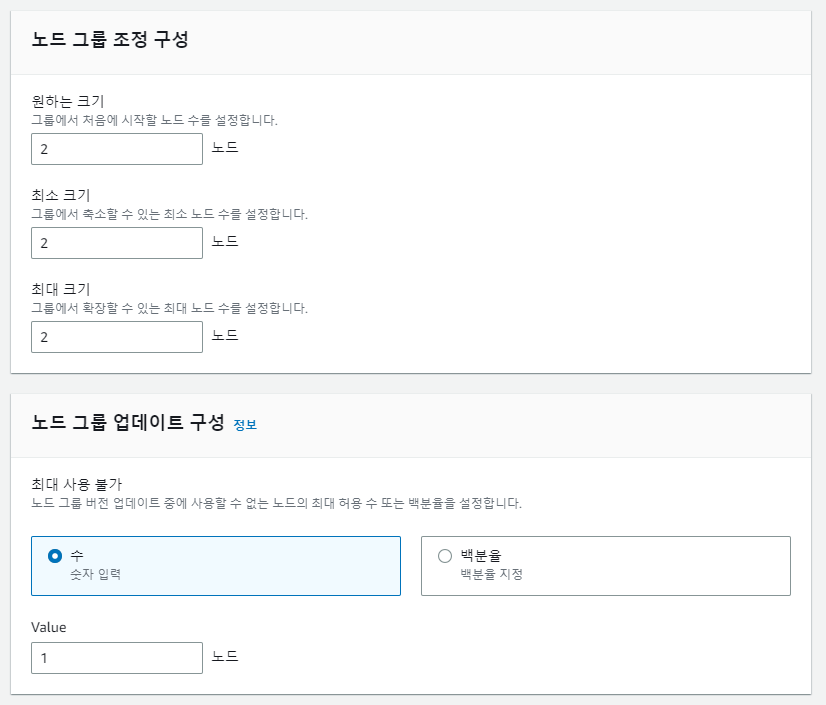 노드 그룹 조정 구성
원하는 크기
그룹에서 처음에 시작할 노드 수를 설정합니다.
2 노드
최소 크기
그룹에서 축소할 수 있는 최소 노드 수를 설정합니다.
2 노드
최대 크기
그룹에서 확장할 수 있는 최대 노드 수를 설정합니다.
2 노드
노드 그룹 업데이트 구성 정보
최대 사용 불가
노드 그룹 버전 업데이트 중에 사용할 수 없는 노드의 최대 허용 수 또는 백분율을 설정합니다.
수
숫자 입력
백분율
백분율 지정
Value
1 노드